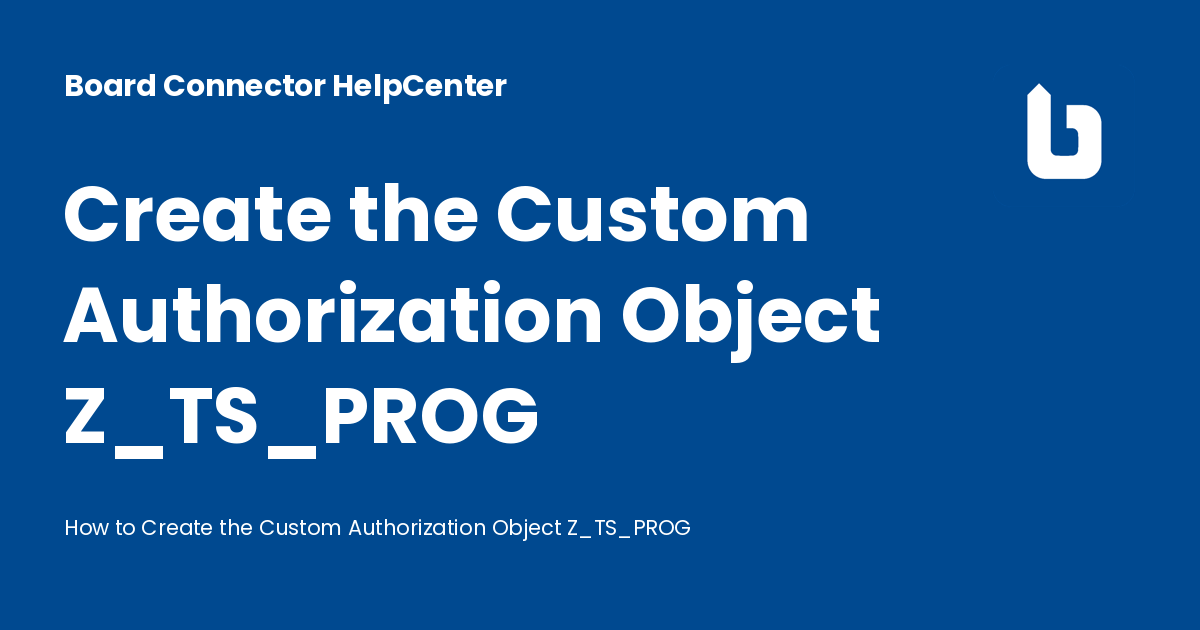 Board Connector HelpCenter
Create the Custom
Authorization Object
Z_TS_PROG
How to Create the Custom Authorization Object Z_TS_PROG